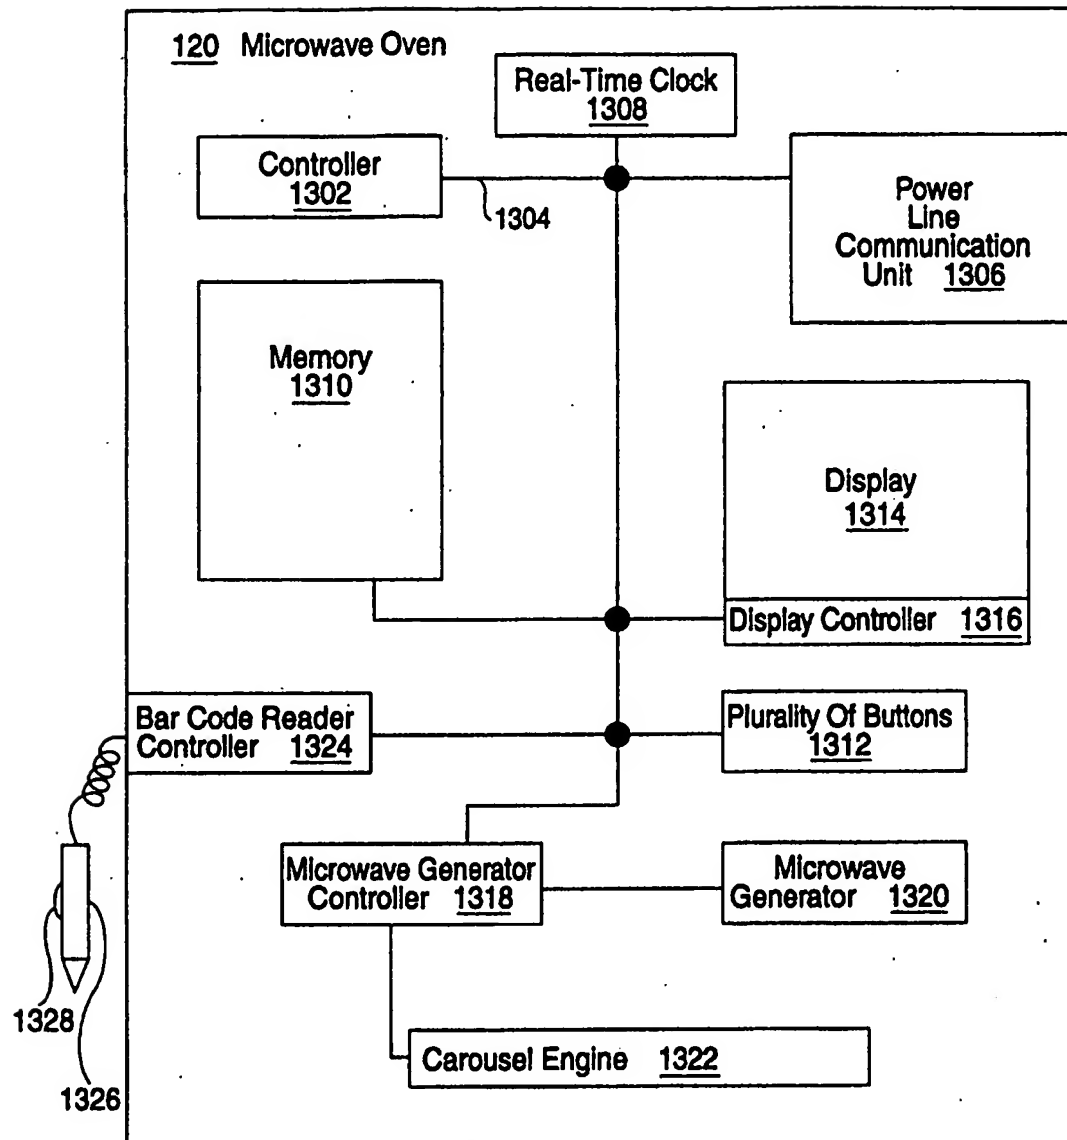 120 Microwave Oven
Real-Time Clock
1308
Controller
1302
1304
Power
Line
Communication
Unit 1306
Memory
1310
Display
1314
Display Controller 1316
Bar Code Reader
Controller 1324
Plurality Of Buttons
1312
Microwave Generator
Controller 1318
Microwave
Generator 1320
1328
1326
Carousel Engine 1322